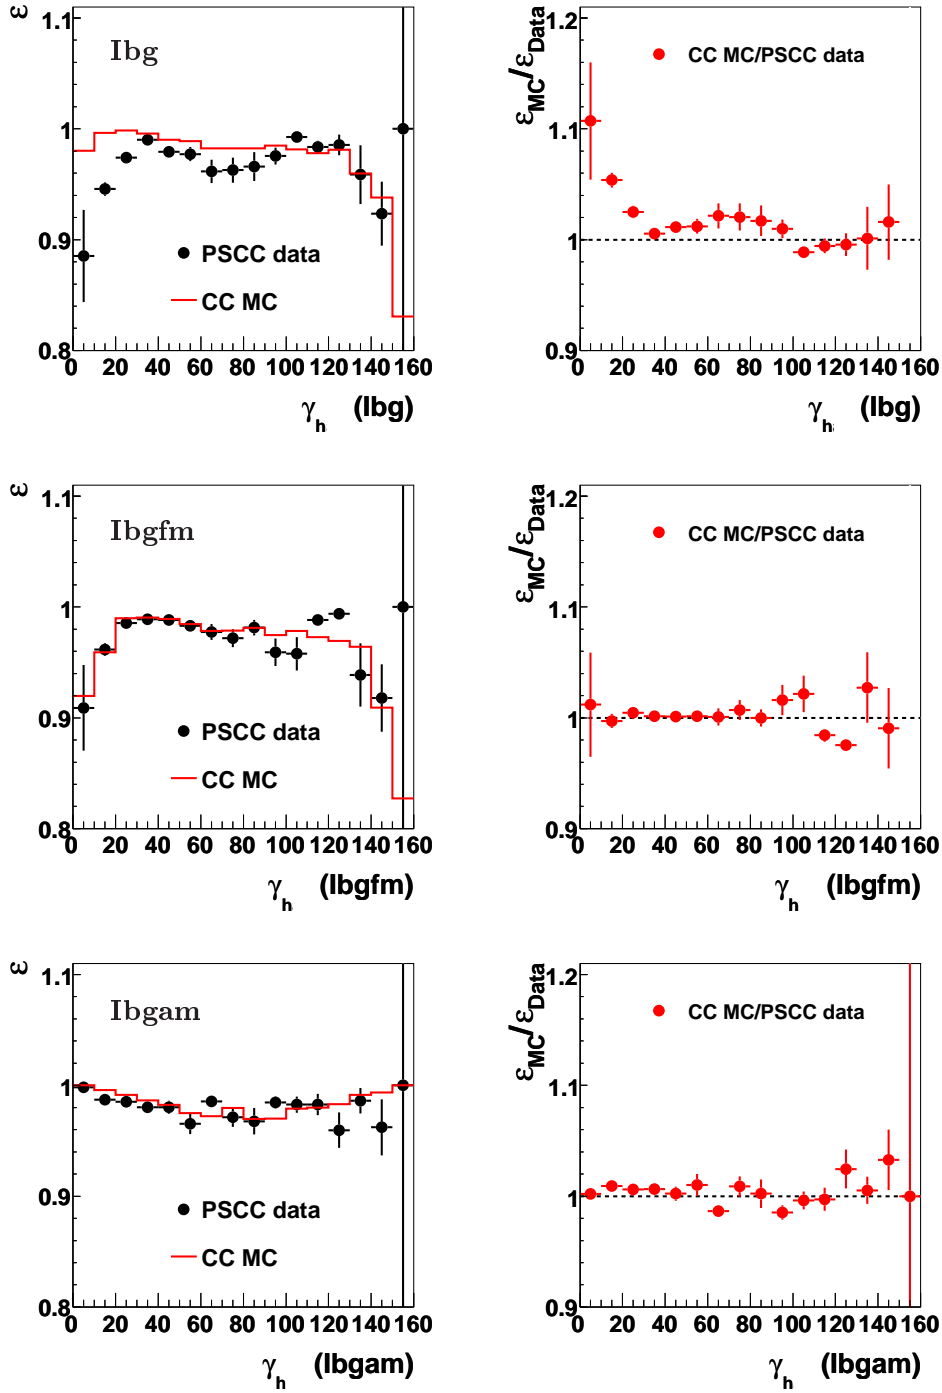 ε
1.1
1
0.9
0.8
Ibg
PSCC data
CC MC
0 20 40 60 80 100 120 140 160
γh (Ibg)
εMC/εData
1.2
1.1
1
0.9
CC MC/PSCC data
0 20 40 60 80 100 120 140 160
γh (Ibg)
ε
1.1
1
0.9
0.8
Ibgfm
PSCC data
CC MC
0 20 40 60 80 100 120 140 160
γh (Ibgfm)
εMC/εData
1.2
1.1
1
0.9
CC MC/PSCC data
0 20 40 60 80 100 120 140 160
γh (Ibgfm)
ε
1.1
1
0.9
0.8
Ibgam
PSCC data
CC MC
0 20 40 60 80 100 120 140 160
γh (Ibgam)
εMC/εData
1.2
1.1
1
0.9
CC MC/PSCC data
0 20 40 60 80 100 120 140 160
γh (Ibgam)